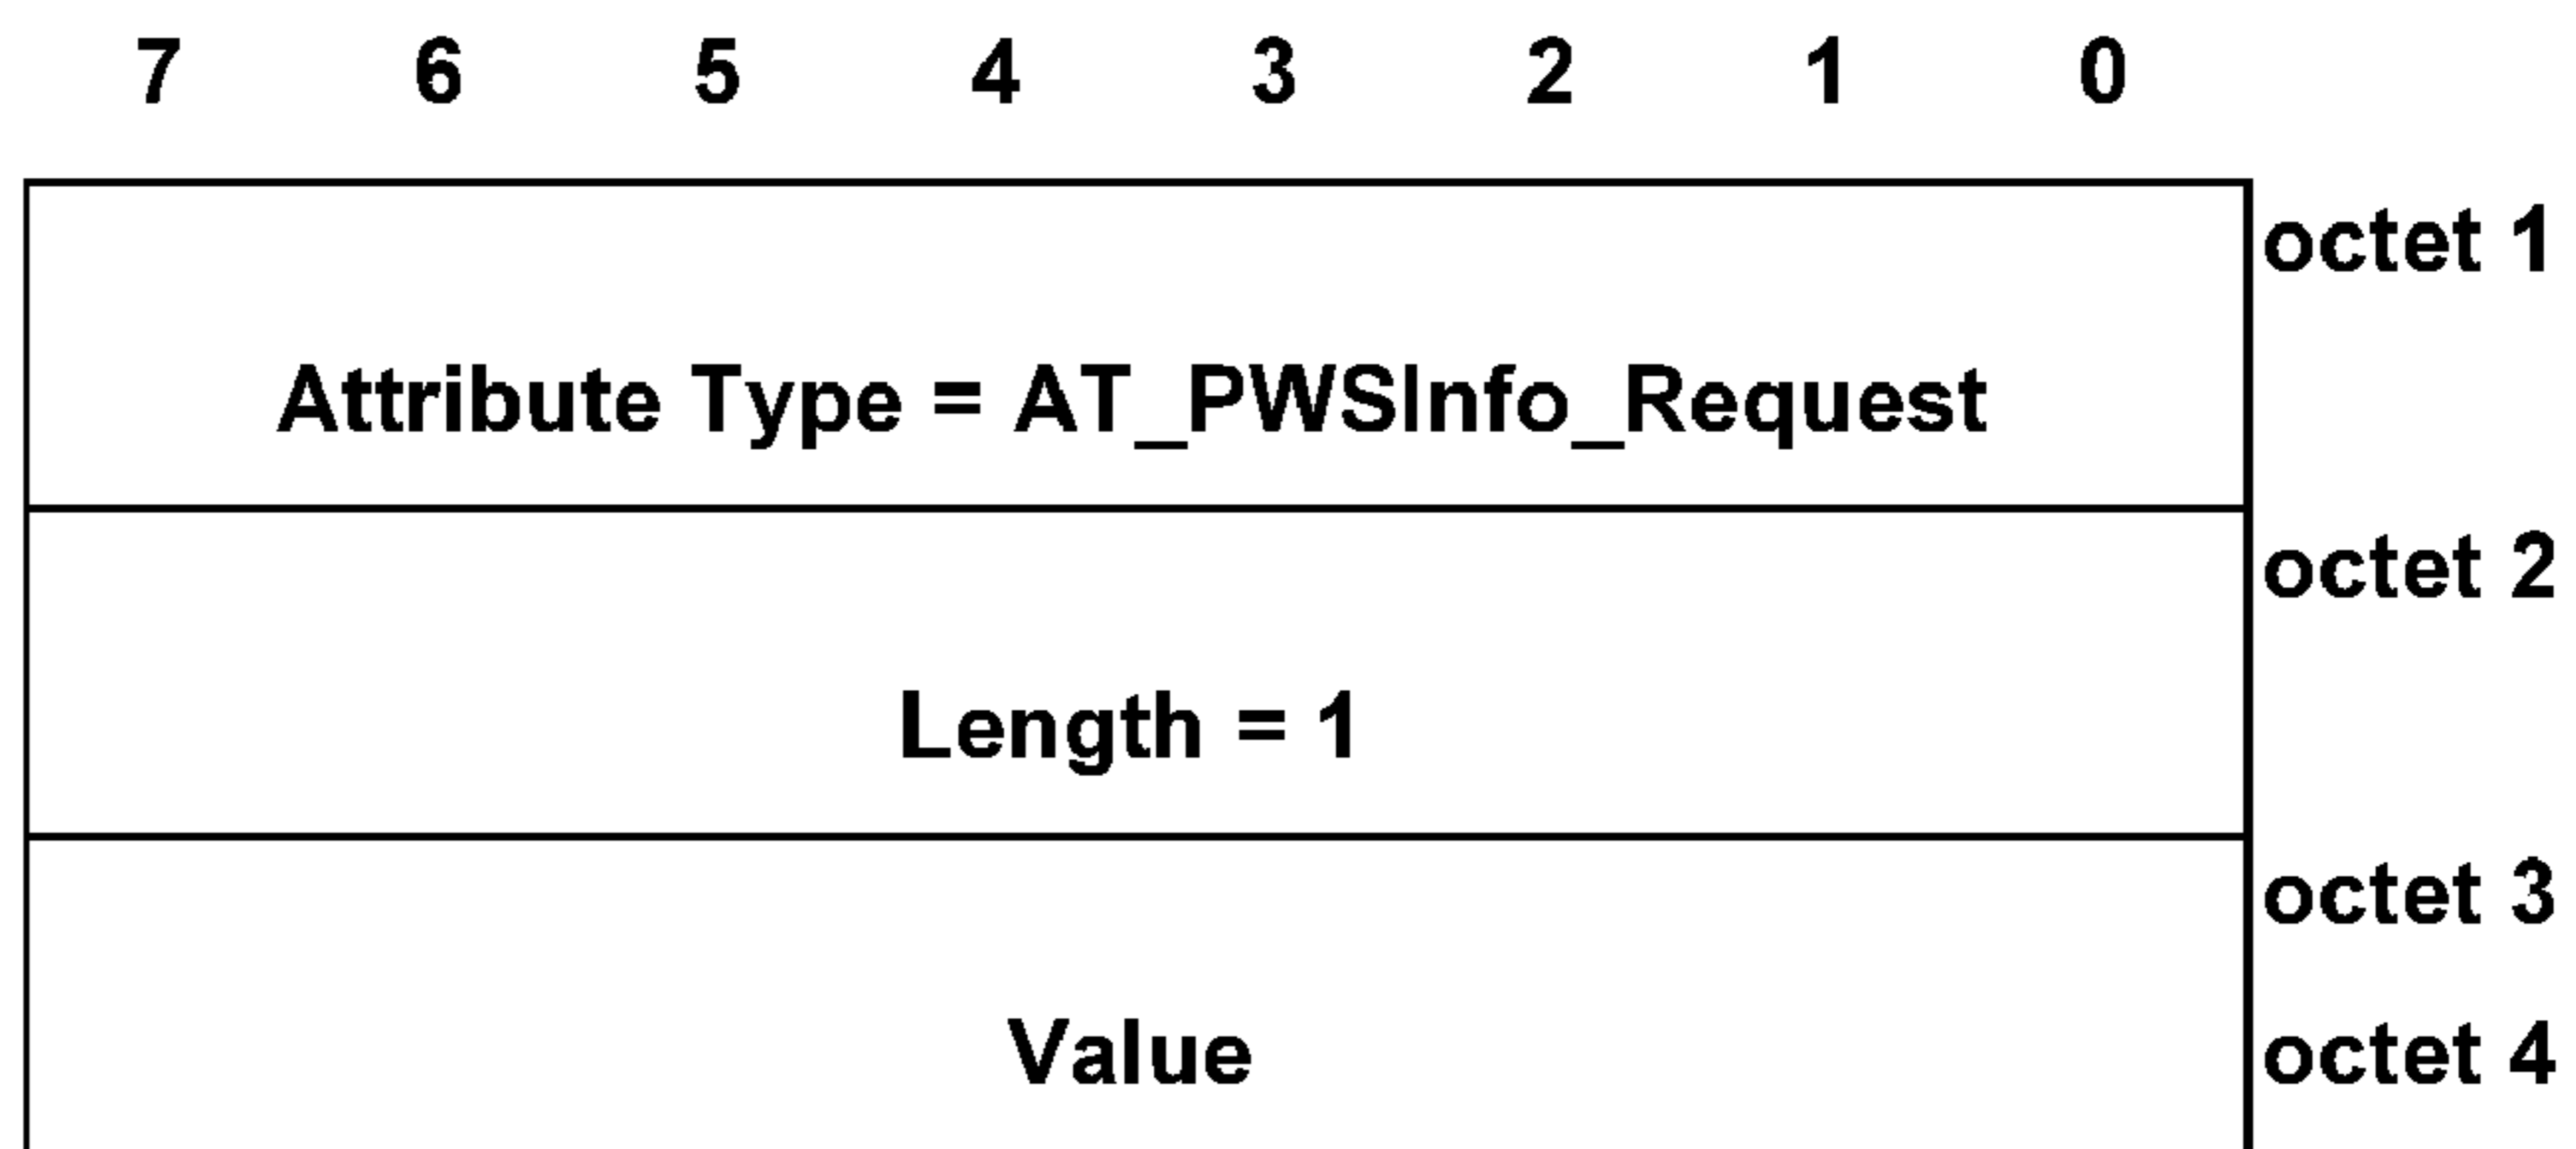 7 6 5 4 3 2 1 0
octet 1
Attribute Type = AT_PWSInfo_Request
octet 2
Length = 1
octet 3
Value octet 4